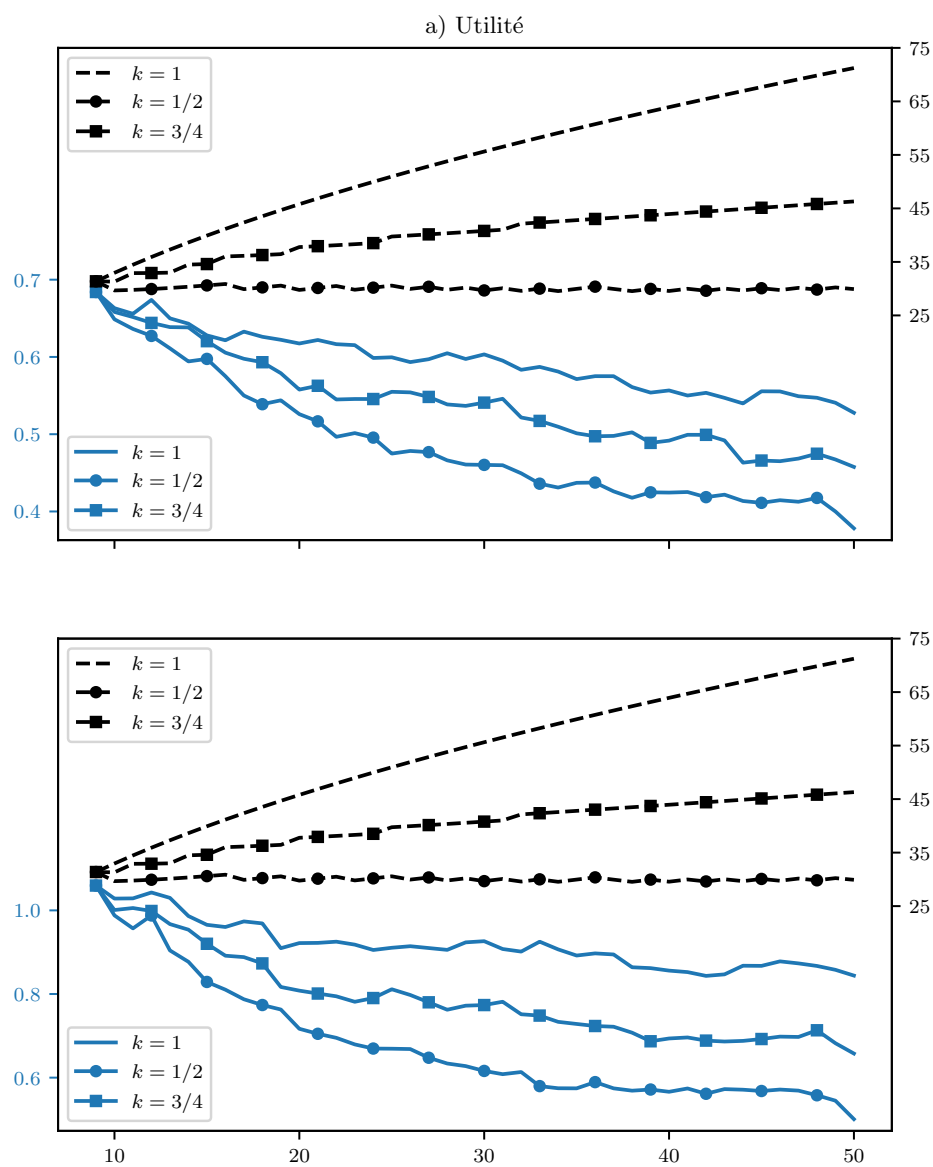 a) Utilité
k = 1
k = 1/2
k = 3/4
75
65
55
45
35
25
0.7
0.6
0.5
0.4
k = 1
k = 1/2
k = 3/4
k = 1
k = 1/2
k = 3/4
75
65
55
45
35
25
1.0
0.8
0.6
k = 1
k = 1/2
k = 3/4
10 20 30 40 50